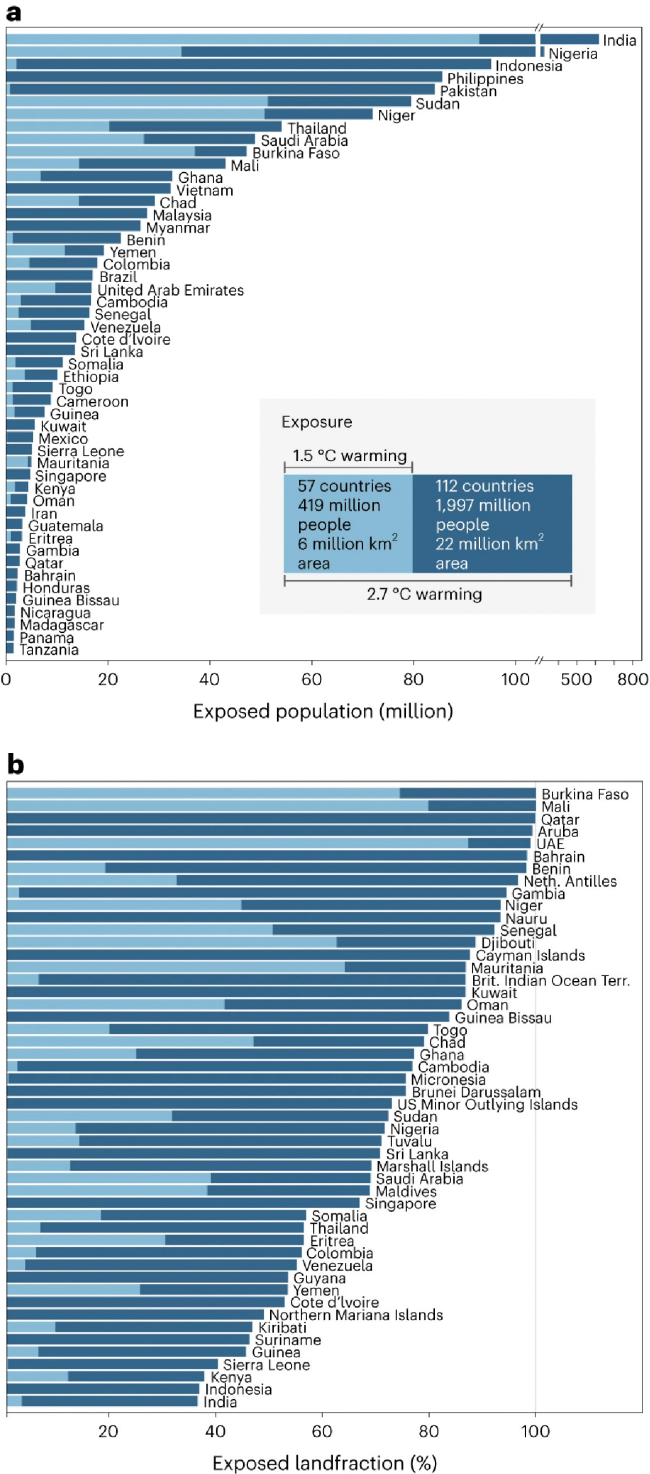 a
India
Nigeria
Indonesia
Philippines
Pakistan
Sudan
Niger
Thailand
Saudi Arabia
Burkina Faso
Mali
Ghana
Vietnam
Chad
Malaysia
Myanmar
Benin
Yemen
Colombia
Brazil
United Arab Emirates
Cambodia
Senegal
Venezuela
Cote d'Ivoire
Sri Lanka
Somalia
Ethiopia
Togo
Cameroon
Guinea
Kuwait
Mexico
Sierra Leone
Mauritania
Singapore
Kenya
Oman
Iran
Guatemala
Eritrea
Gambia
Qatar
Bahrain
Honduras
Guinea Bissau
Nicaragua
Madagascar
Panama
Tanzania
Exposure
1.5 °C warming
57 countries
419 million
people
6 million km²
area
112 countries
1,997 million
people
22 million km²
area
2.7 °C warming
0 20 40 60 80 100 500 800
Exposed population (million)
b
Burkina Faso
Mali
Qatar
Aruba
UAE
Bahrain
Benin
Neth. Antilles
Gambia
Niger
Nauru
Senegal
Djibouti
Cayman Islands
Mauritania
Brit. Indian Ocean Terr.
Kuwait
Oman
Guinea Bissau
Togo
Chad
Ghana
Cambodia
Micronesia
Brunei Darussalam
US Minor Outlying Islands
Sudan
Nigeria
Tuvalu
Sri Lanka
Marshall Islands
Saudi Arabia
Maldives
Singapore
Somalia
Thailand
Eritrea
Colombia
Venezuela
Guyana
Yemen
Cote d'Ivoire
Northern Mariana Islands
Kiribati
Suriname
Guinea
Sierra Leone
Kenya
Indonesia
India
20 40 60 80 100
Exposed landfraction (%)